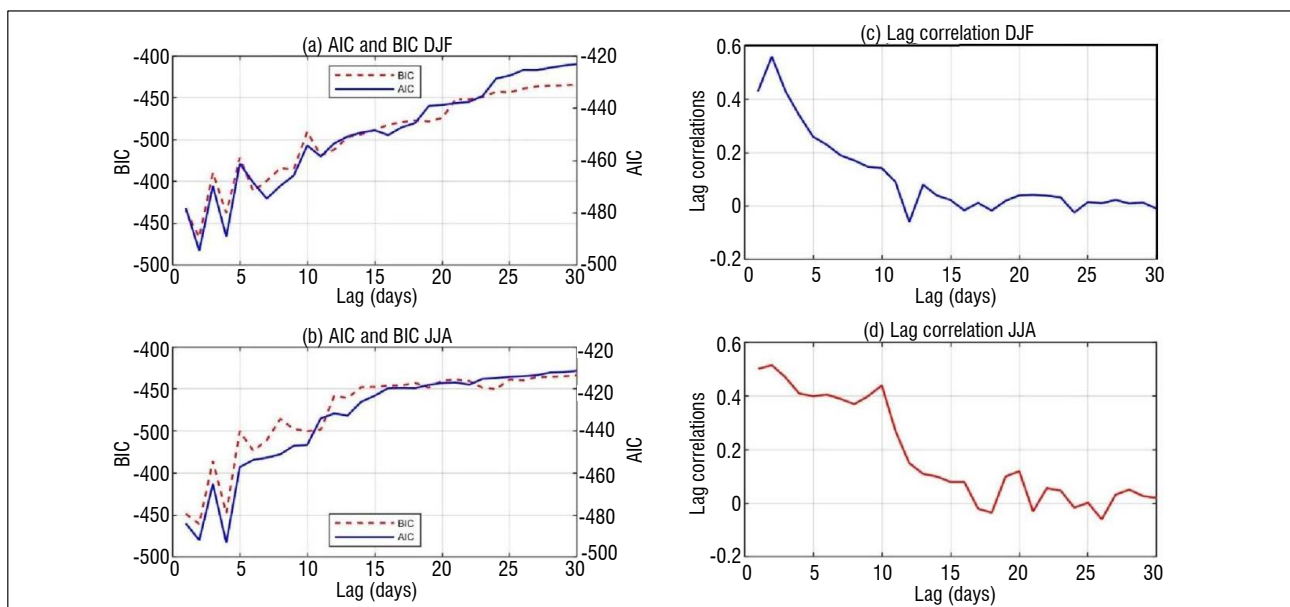 (a) AIC and BIC DJF
-400
-450
-500
-400
-450
-500
BIC
-420
-440
-460
-480
-500
AIC
BIC
AIC
0 5 10 15 20 25 30
Lag (days)
(c) Lag correlation DJF
0.6
0.4
0.2
0
-0.2
Lag correlations
0 5 10 15 20 25 30
Lag (days)
(b) AIC and BIC JJA
-400
-450
-500
-400
-450
-500
BIC
-420
-420
-440
-460
-480
-500
AIC
BIC
AIC
0 5 10 15 20 25 30
Lag (days)
(d) Lag correlation JJA
0.6
0.4
0.2
0
-0.2
Lag correlations
0 5 10 15 20 25 30
Lag (days)